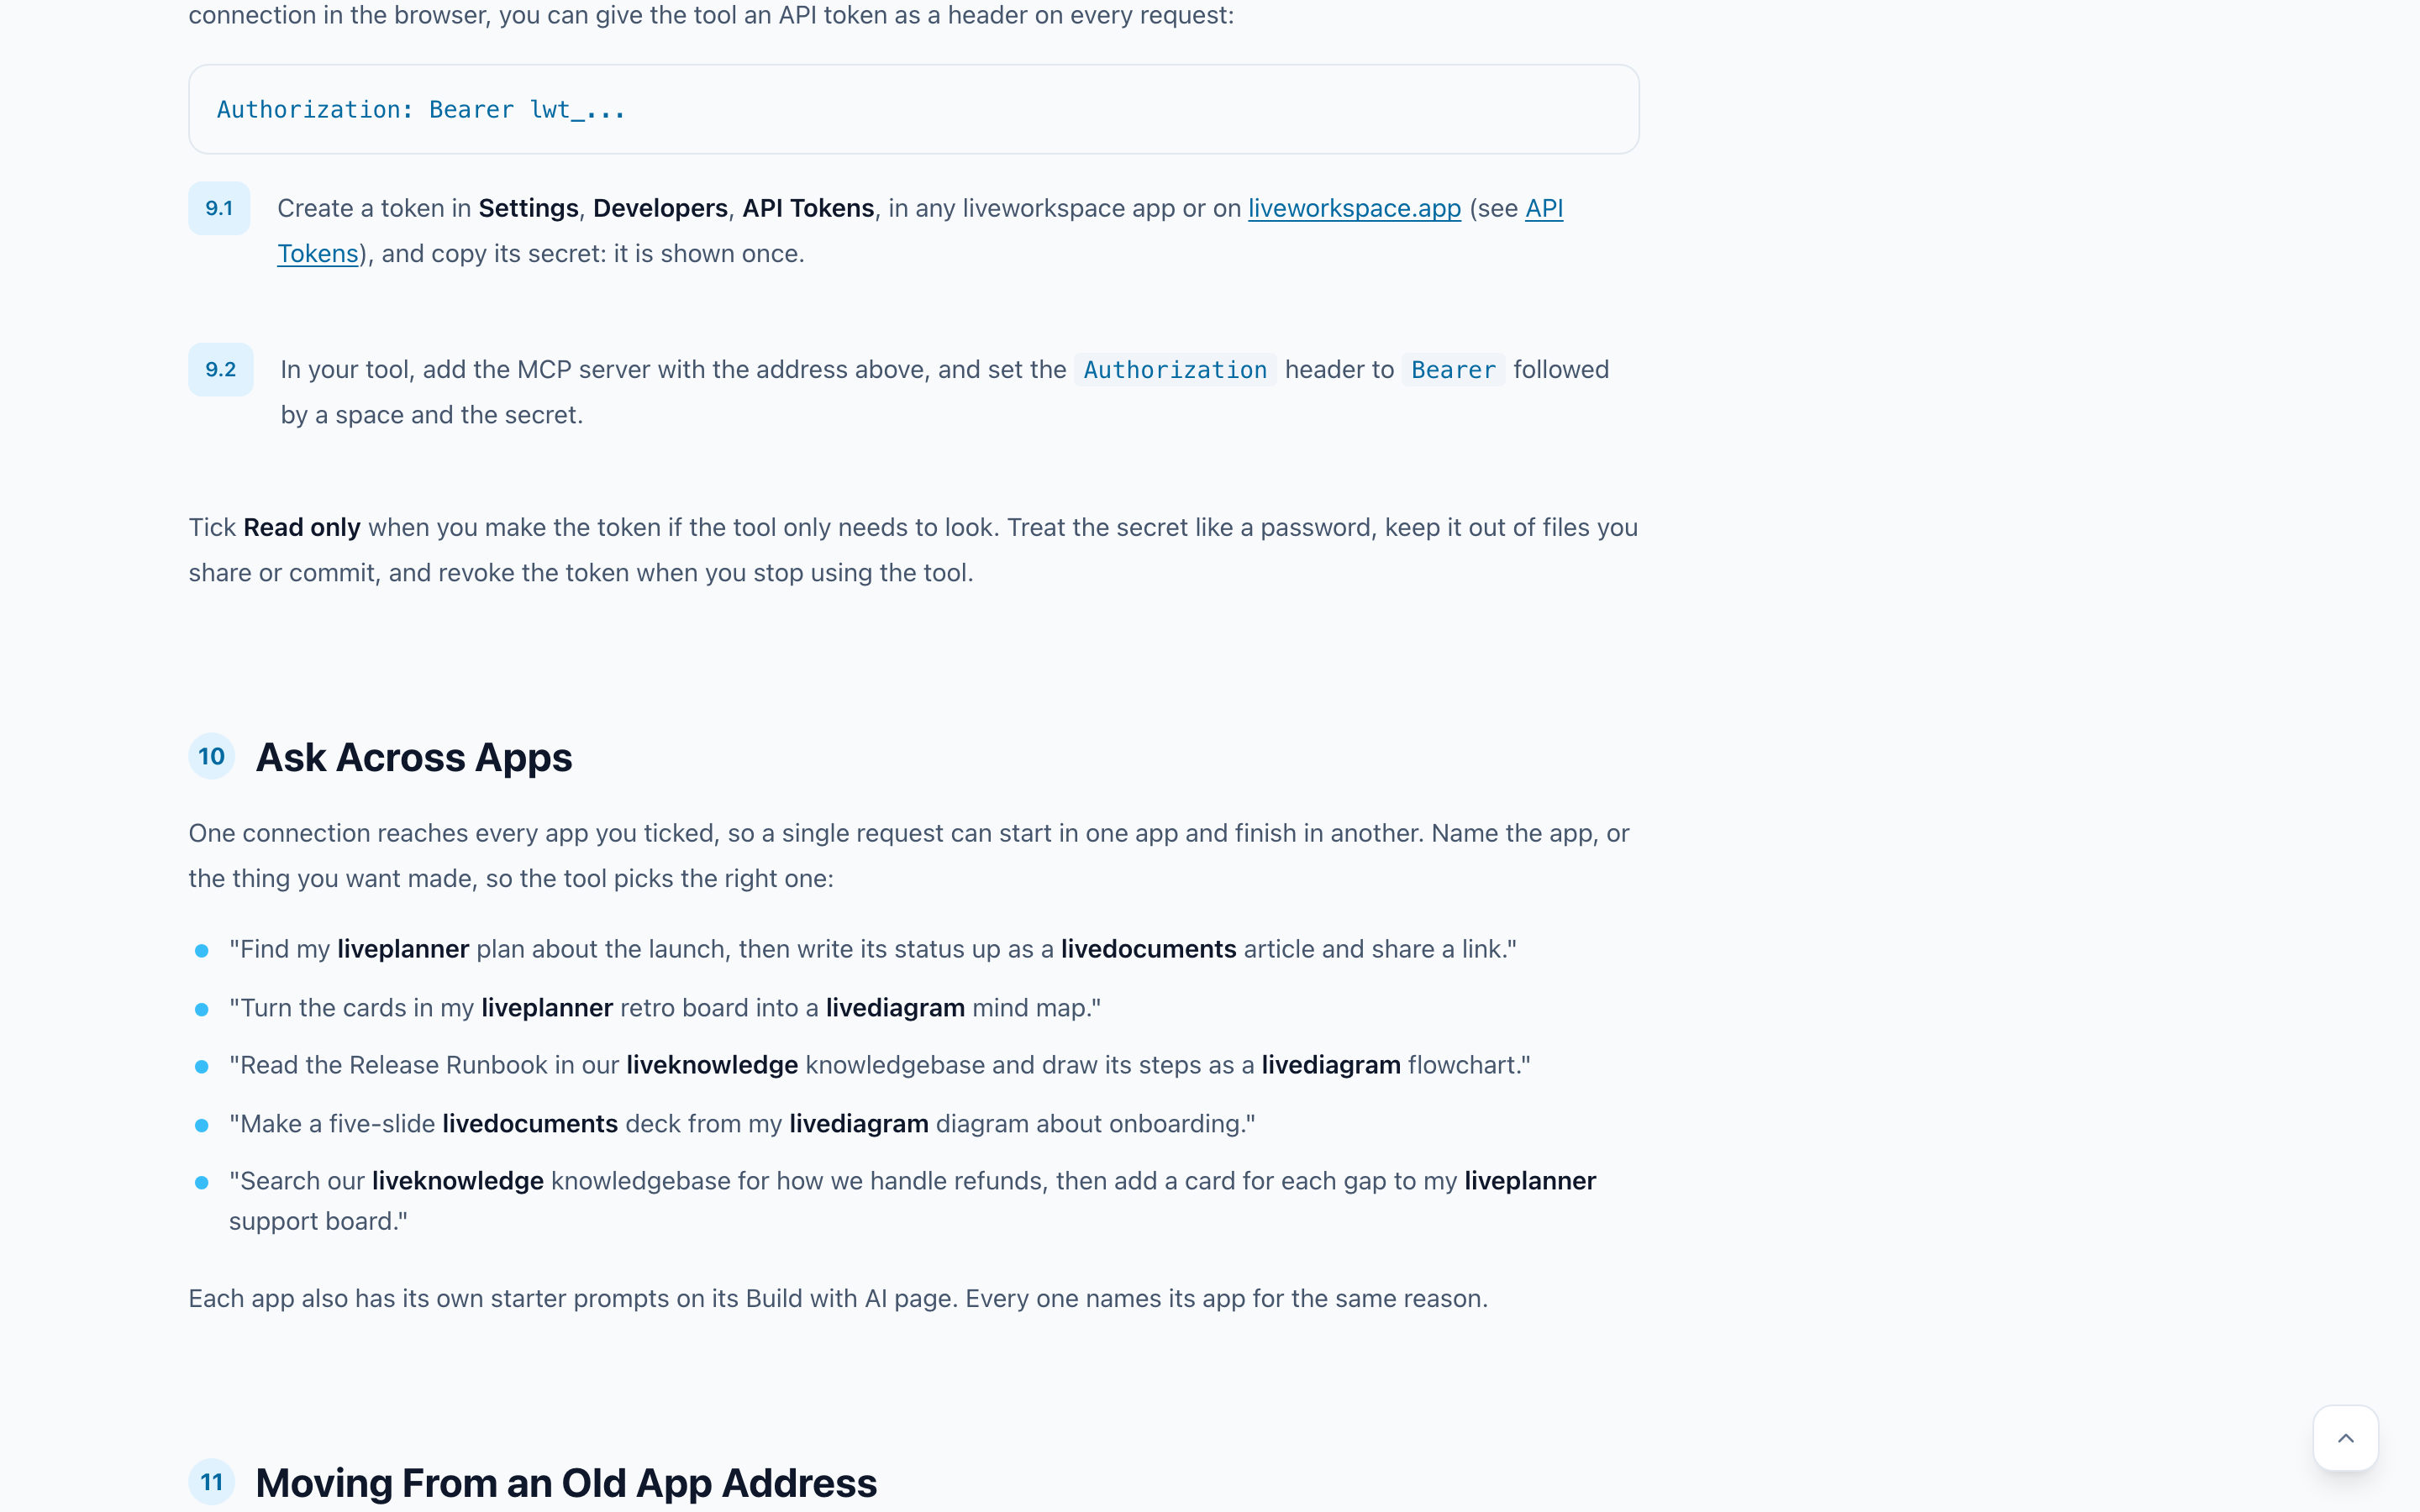 connection in the browser, you can give the tool an API token as a header on every request:
Authorization: Bearer lwt_...
9.1 Create a token in Settings, Developers, API Tokens, in any liveworkspace app or on liveworkspace.app (see API
Tokens), and copy its secret: it is shown once.
9.2 In your tool, add the MCP server with the address above, and set the Authorization header to Bearer followed
by a space and the secret.
Tick Read only when you make the token if the tool only needs to look. Treat the secret like a password, keep it out of files you
share or commit, and revoke the token when you stop using the tool.
10 Ask Across Apps
One connection reaches every app you ticked, so a single request can start in one app and finish in another. Name the app, or
the thing you want made, so the tool picks the right one:
"Find my liveplanner plan about the launch, then write its status up as a livedocuments article and share a link."
"Turn the cards in my liveplanner retro board into a livediagram mind map."
"Read the Release Runbook in our liveknowledge knowledgebase and draw its steps as a livediagram flowchart."
"Make a five-slide livedocuments deck from my livediagram diagram about onboarding."
"Search our liveknowledge knowledgebase for how we handle refunds, then add a card for each gap to my liveplanner
support board."
Each app also has its own starter prompts on its Build with AI page. Every one names its app for the same reason.
11 Moving From an Old App Address